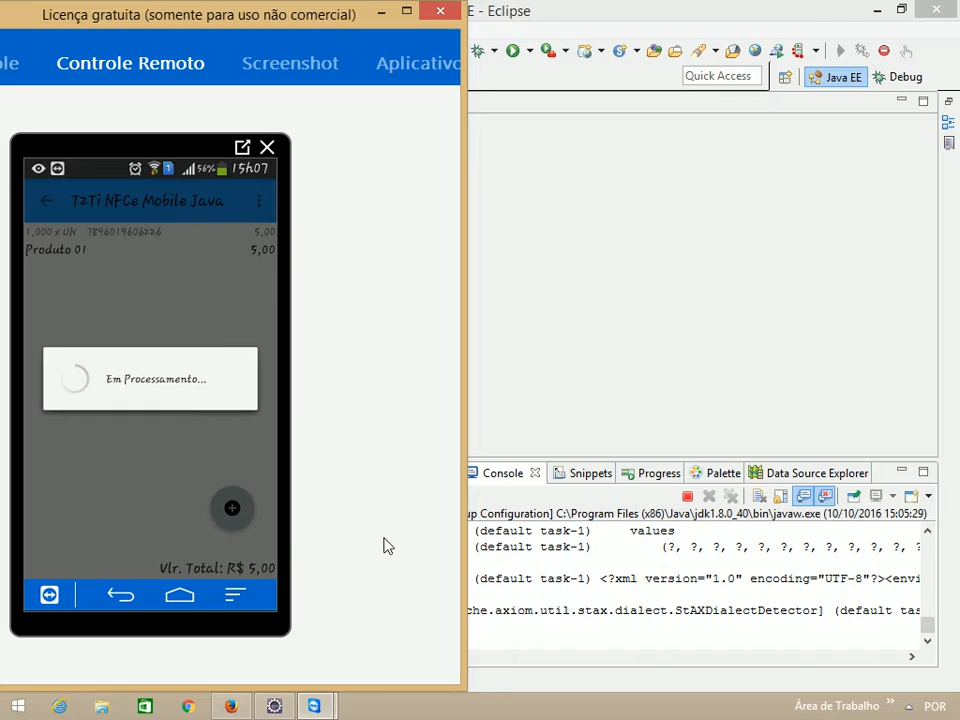 Licença gratuita (somente para uso não comercial)
E - Eclipse
ole
Controle Remoto
Screenshot
Aplicativo
Quick Access
Java EE
Debug
56%
15h07
T2Ti NFCe Mobile Java
1,000 x UN 7896019606226 5,00
Produto 01 5,00
Em Processamento...
Vlr. Total: R$ 5,00
Console
Snippets
Progress
Palette
Data Source Explorer
up Configuration] C:\Program Files (x86)\Java\jdk1.8.0_40\bin\javaw.exe (10/10/2016 15:05:29)
(default task-1) values
(default task-1) (?, ?, ?, ?, ?, ?, ?, ?, ?, ?, ?
(default task-1) <?xml version="1.0" encoding="UTF-8"?><envi
che.axiom.util.stax.dialect.StAXDialectDetector] (default tas
Área de Trabalho
POR